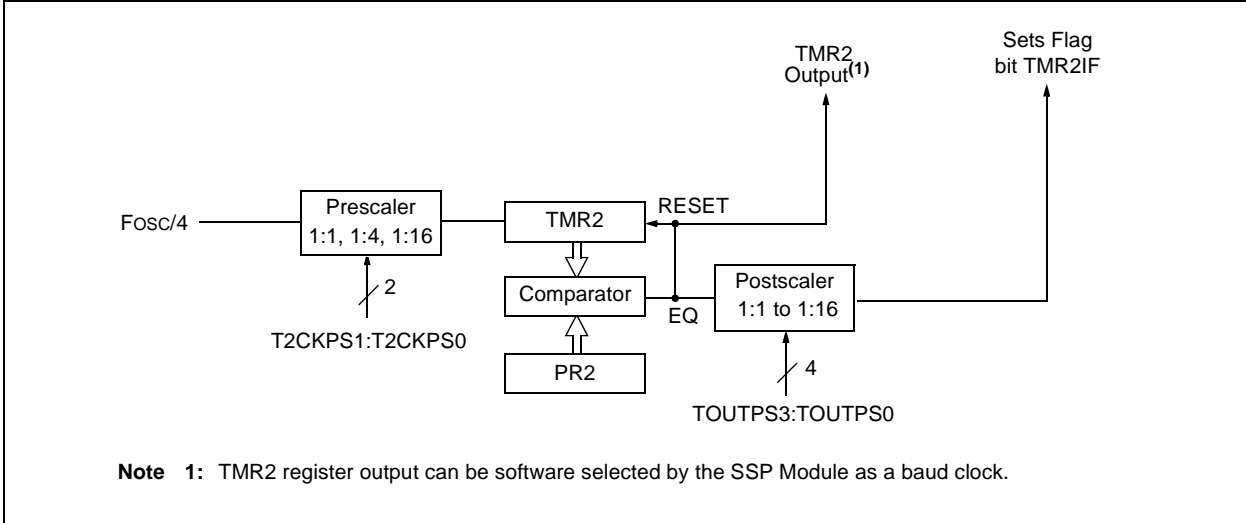 TMR2
Output(1)
Sets Flag
bit TMR2IF
FOSC/4
Prescaler
1:1, 1:4, 1:16
2
T2CKPS1:T2CKPS0
TMR2
RESET
Comparator
EQ
PR2
Postscaler
1:1 to 1:16
4
TOUTPS3:TOUTPS0
Note 1: TMR2 register output can be software selected by the SSP Module as a baud clock.